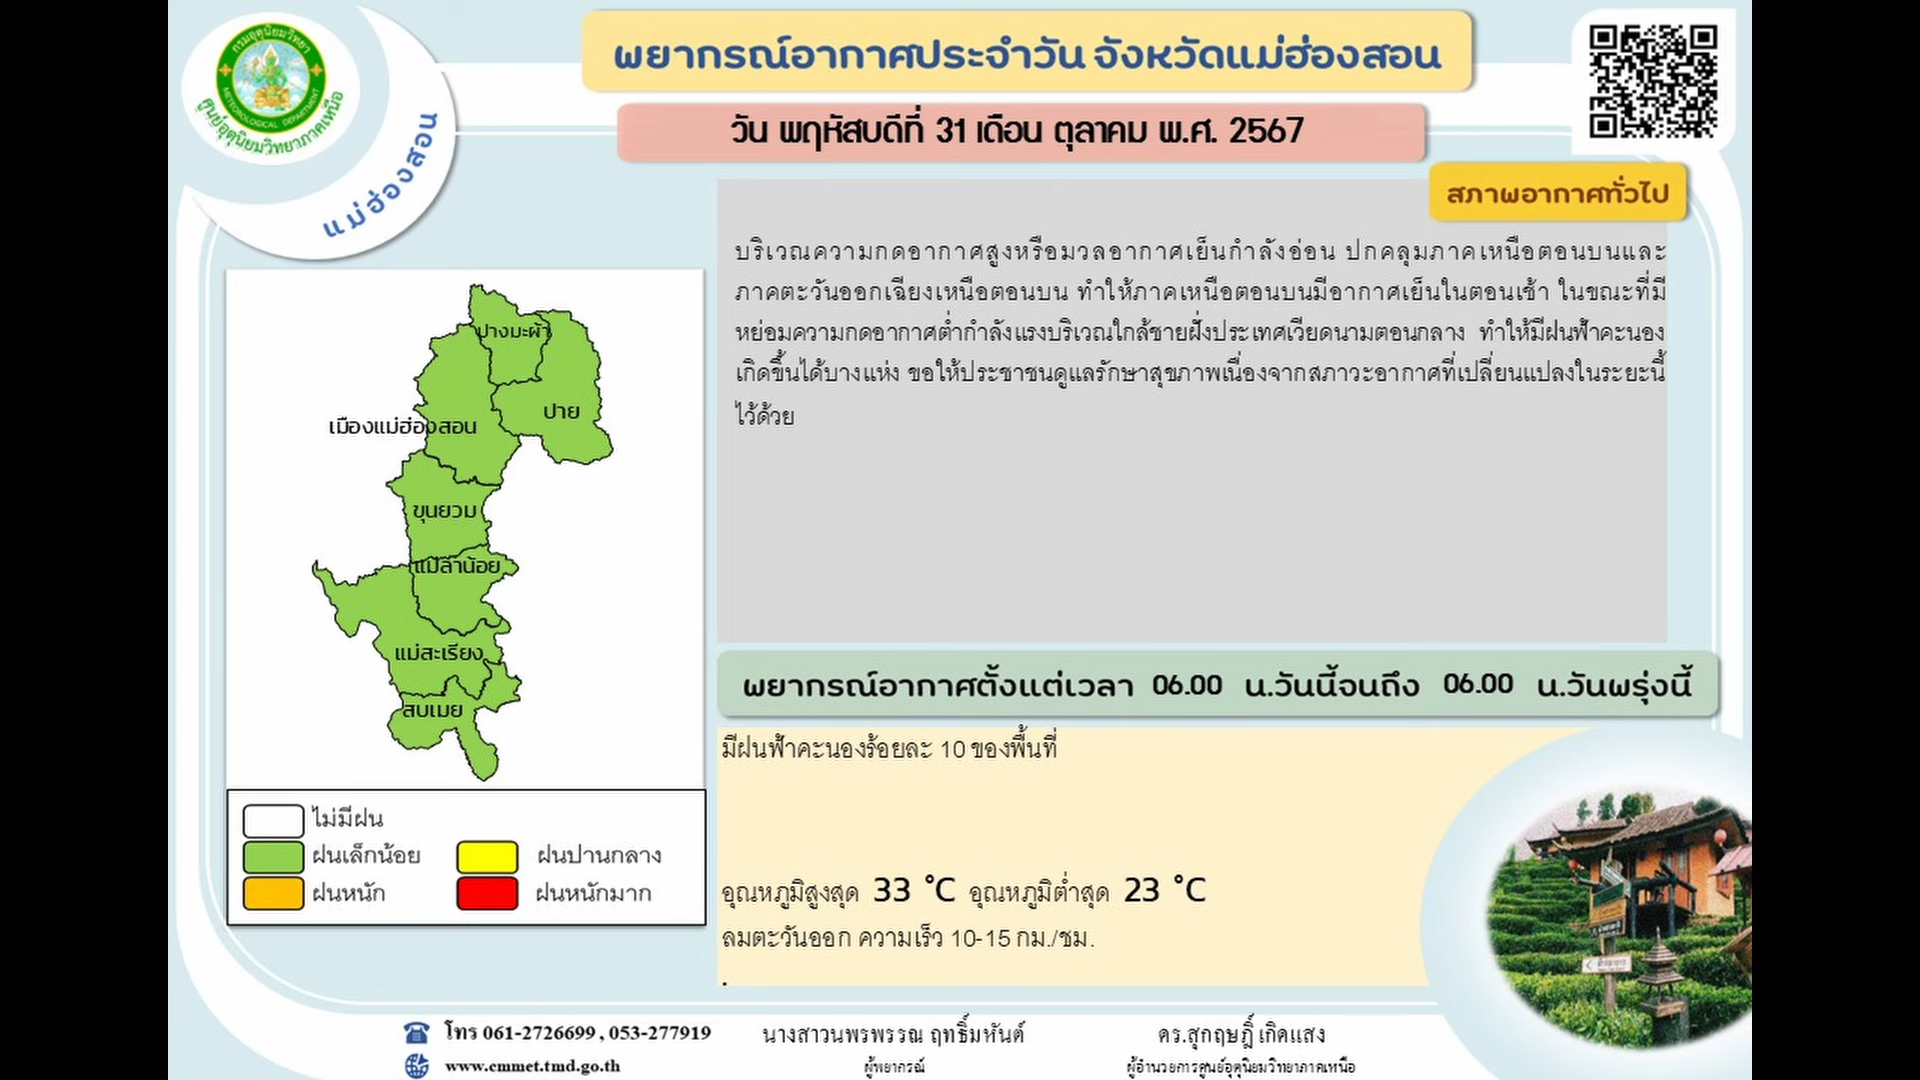 กรมอุตุนิยมวิทยา
METEOROLOGICAL DEPARTMENT
ศูนย์อุตุนิยมวิทยาภาคเหนือ
แม่ฮ่องสอน
พยากรณ์อากาศประจำวัน จังหวัดแม่ฮ่องสอน
วัน พฤหัสบดีที่ 31 เดือน ตุลาคม พ.ศ. 2567
สภาพอากาศทั่วไป
บริเวณความกดอากาศสูงหรือมวลอากาศเย็นกำลังอ่อน ปกคลุมภาคเหนือตอนบนและ
ภาคตะวันออกเฉียงเหนือตอนบน ทำให้ภาคเหนือตอนบนมีอากาศเย็นในตอนเช้า ในขณะที่มี
หย่อมความกดอากาศต่ำกำลังแรงบริเวณใกล้ชายฝั่งประเทศเวียดนามตอนกลาง ทำให้มีฝนฟ้าคะนอง
เกิดขึ้นได้บางแห่ง ขอให้ประชาชนดูแลรักษาสุขภาพเนื่องจากสภาวะอากาศที่เปลี่ยนแปลงในระยะนี้
ไว้ด้วย
ปางมะผ้า
ปาย
เมืองแม่ฮ่องสอน
ขุนยวม
แม่ลาน้อย
แม่สะเรียง
สบเมย
ไม่มีฝน
ฝนเล็กน้อย ฝนปานกลาง
ฝนหนัก ฝนหนักมาก
พยากรณ์อากาศตั้งแต่เวลา 06.00 น.วันนี้จนถึง 06.00 น.วันพรุ่งนี้
มีฝนฟ้าคะนองร้อยละ 10 ของพื้นที่
อุณหภูมิสูงสุด 33 °C อุณหภูมิต่ำสุด 23 °C
ลมตะวันออก ความเร็ว 10-15 กม./ชม.
.
โทร 061-2726699 , 053-277919
www.cmmet.tmd.go.th
นางสาวนพรพรรณ ฤทธิ์มหันต์
ผู้พยากรณ์
ดร.สุกฤษฎิ์ เกิดแสง
ผู้อำนวยการศูนย์อุตุนิยมวิทยาภาคเหนือ